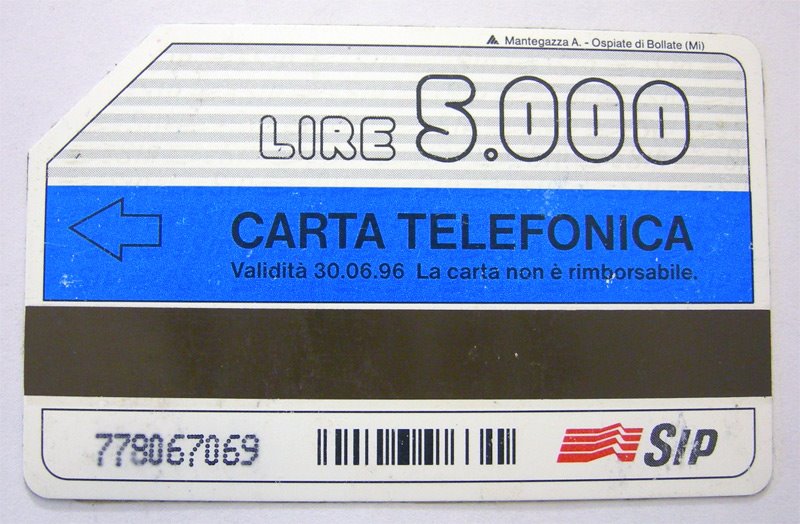 Mantegazza A. - Ospiate di Bollate (Mi)
LIRE 5.000
CARTA TELEFONICA
Validità 30.06.96 La carta non è rimborsabile.
778067069
SIP